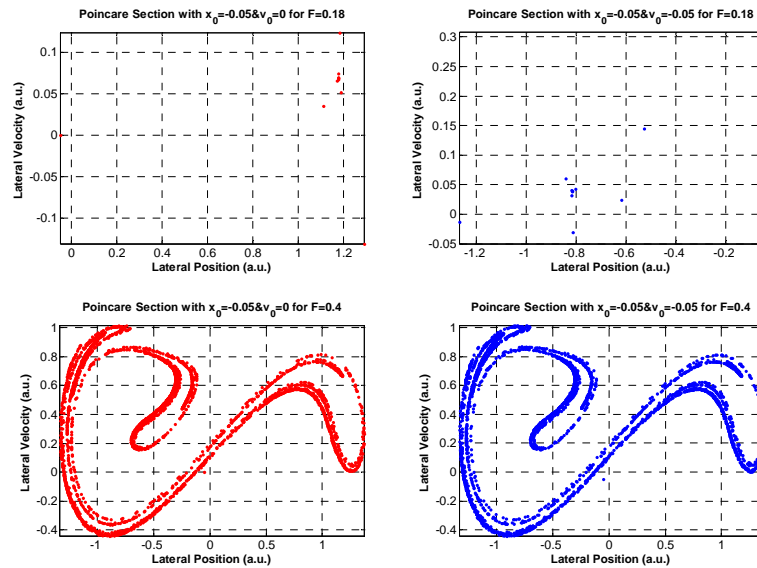 Poincare Section with x0=-0.05&v0=0 for F=0.18
Lateral Velocity (a.u.)
0.1
0.05
0
-0.05
-0.1
0 0.2 0.4 0.6 0.8 1 1.2
Lateral Position (a.u.)
Poincare Section with x0=-0.05&v0=-0.05 for F=0.18
Lateral Velocity (a.u.)
0.3
0.25
0.2
0.15
0.1
0.05
0
-0.05
-1.2 -1 -0.8 -0.6 -0.4 -0.2
Lateral Position (a.u.)
Poincare Section with x0=-0.05&v0=0 for F=0.4
Lateral Velocity (a.u.)
1
0.8
0.6
0.4
0.2
0
-0.2
-0.4
-1 -0.5 0 0.5 1
Lateral Position (a.u.)
Poincare Section with x0=-0.05&v0=-0.05 for F=0.4
Lateral Velocity (a.u.)
1
0.8
0.6
0.4
0.2
0
-0.2
-0.4
-1 -0.5 0 0.5 1
Lateral Position (a.u.)